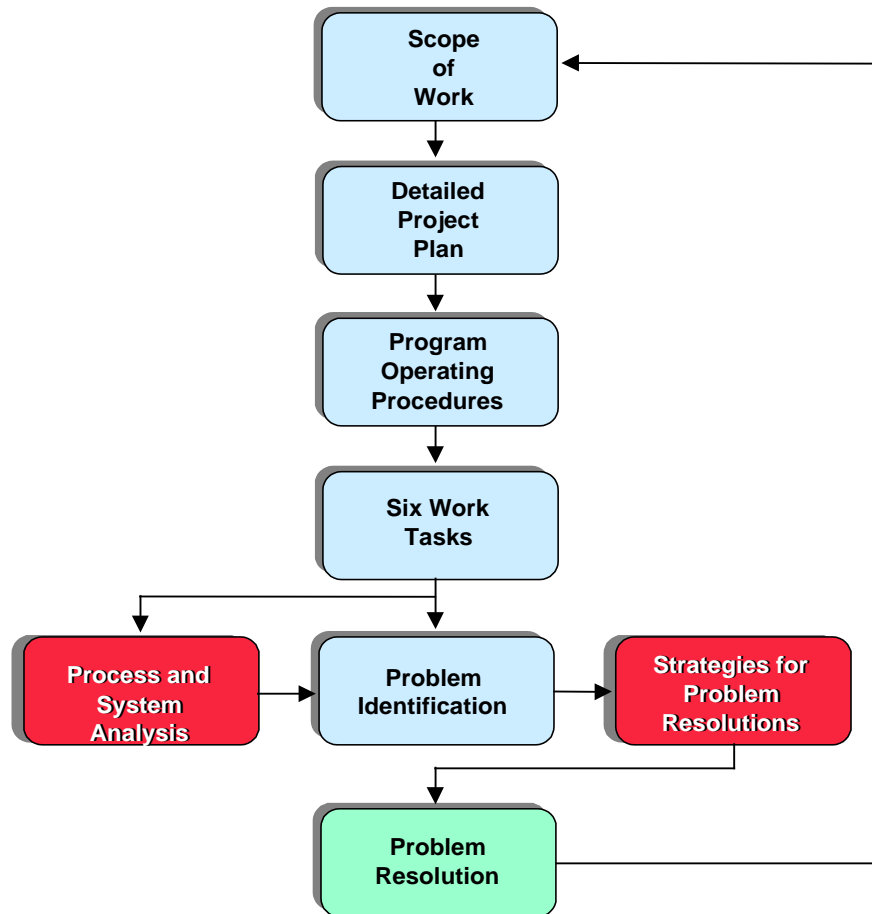 Scope
of
Work
Detailed
Project
Plan
Program
Operating
Procedures
Six Work
Tasks
Process and
System
Analysis
Problem
Identification
Strategies for
Problem
Resolutions
Problem
Resolution